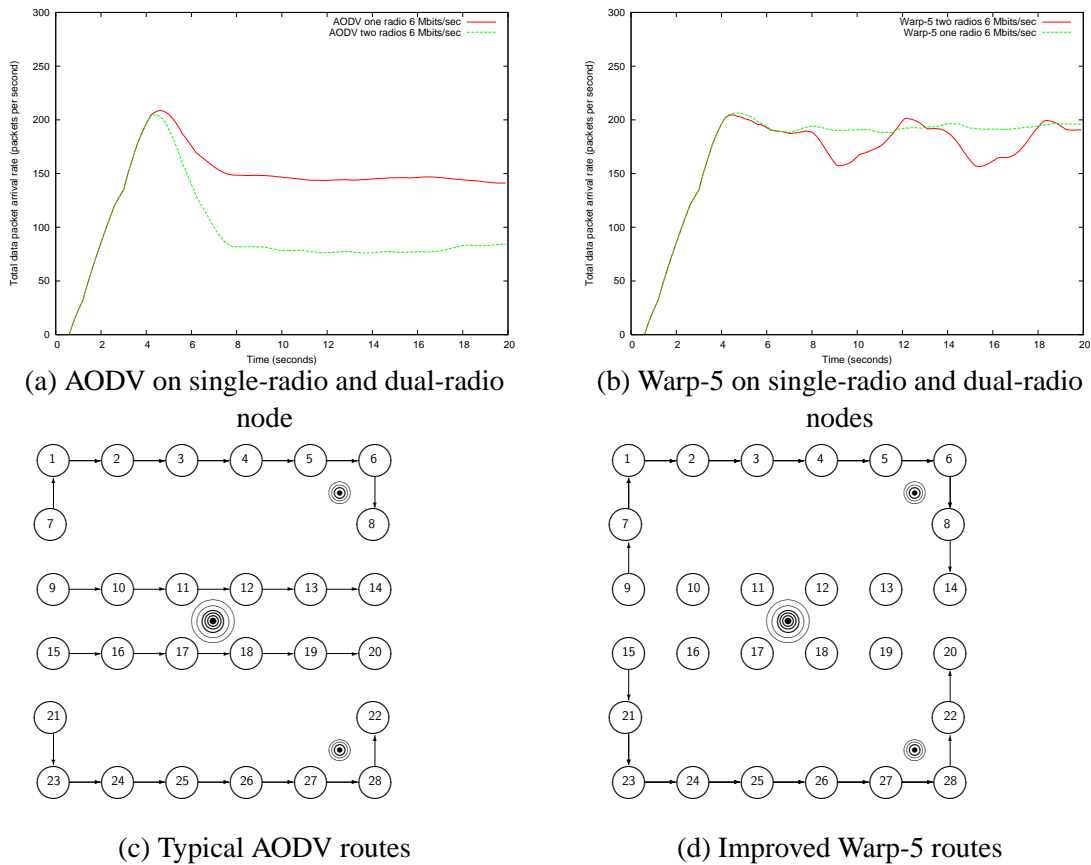 300
250
200
150
100
50
0
Total data packet arrival rate (packets per second)
AODV one radio 6 Mbits/sec
AODV two radios 6 Mbits/sec
0 2 4 6 8 10 12 14 16 18 20
Time (seconds)
(a) AODV on single-radio and dual-radio
node
300
250
200
150
100
50
0
Total data packet arrival rate (packets per second)
Warp-5 two radios 6 Mbits/sec
Warp-5 one radio 6 Mbits/sec
0 2 4 6 8 10 12 14 16 18 20
Time (seconds)
(b) Warp-5 on single-radio and dual-radio
nodes
1 2 3 4 5 6
7 8
9 10 11 12 13 14
15 16 17 18 19 20
21 22
23 24 25 26 27 28
(c) Typical AODV routes
1 2 3 4 5 6
7 8
9 10 11 12 13 14
15 16 17 18 19 20
21 22
23 24 25 26 27 28
(d) Improved Warp-5 routes